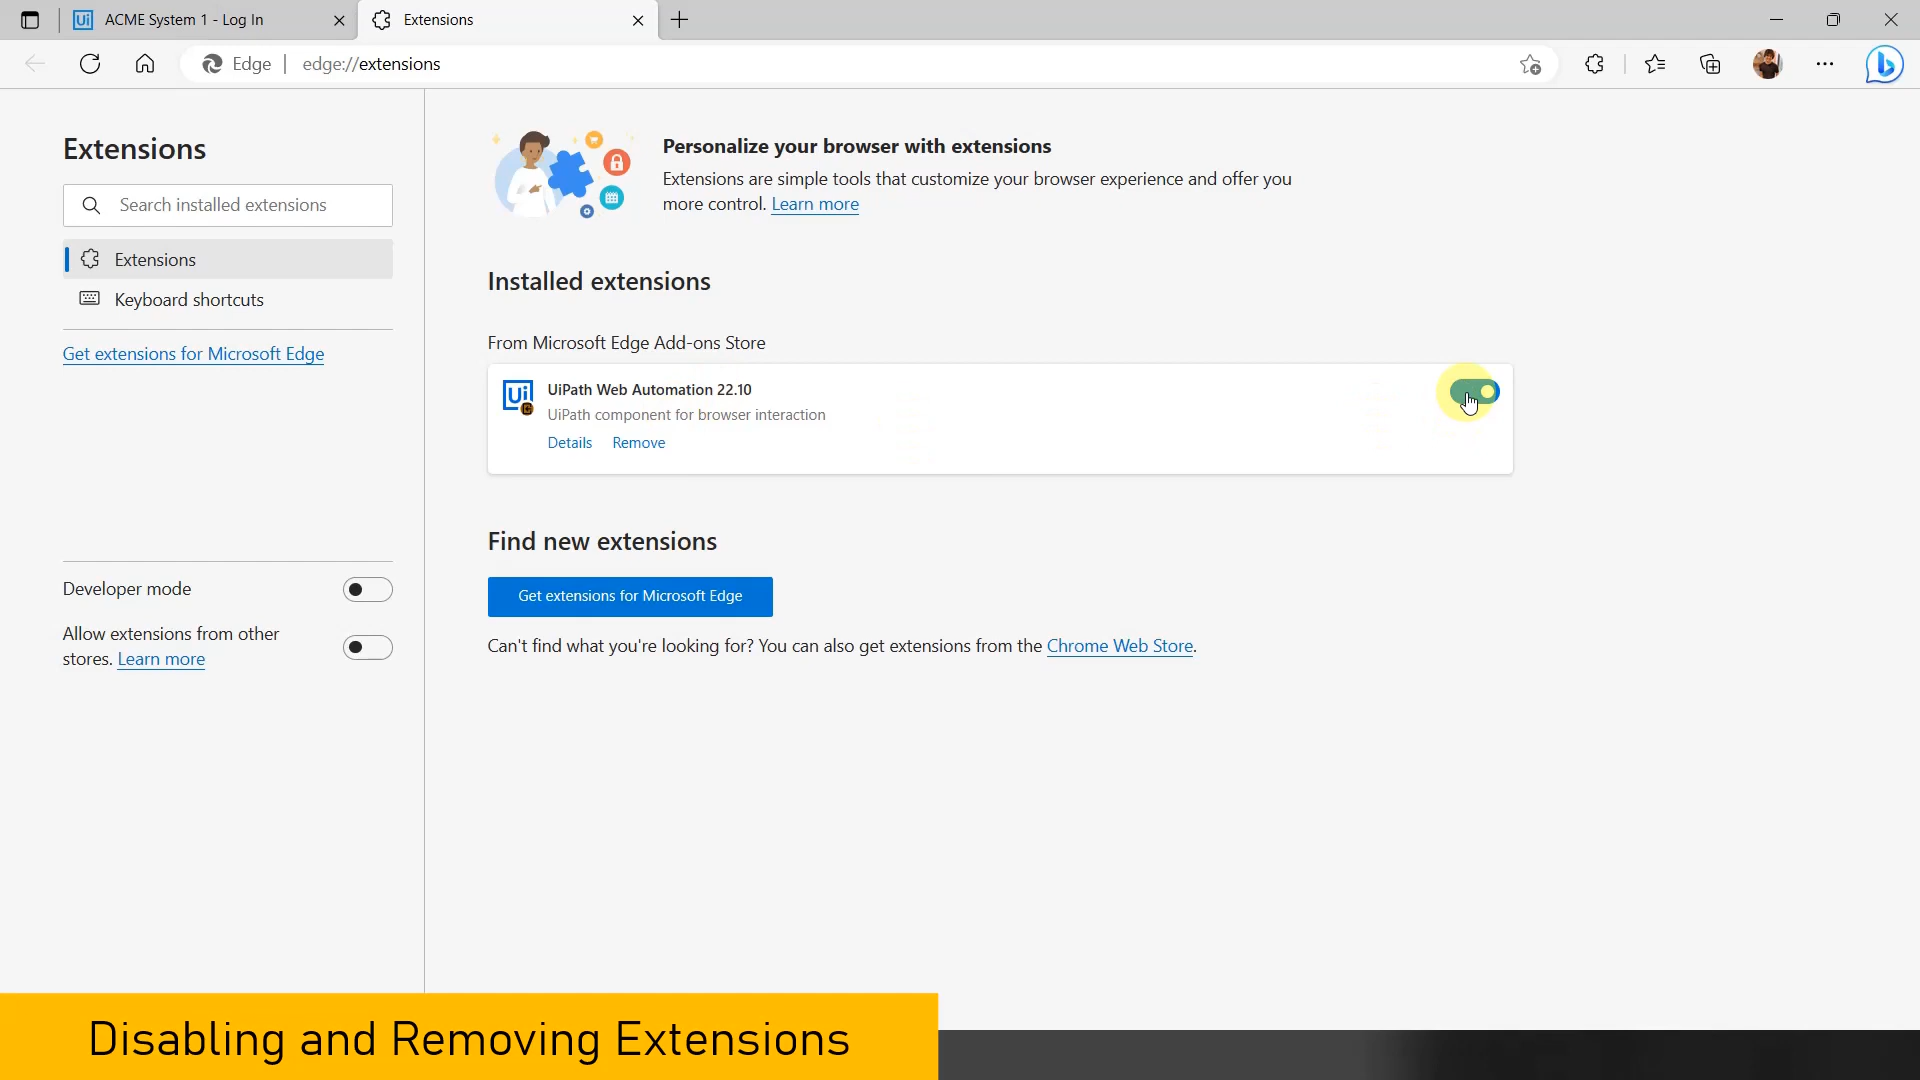 ACME System 1 - Log In
Extensions
Edge
edge://extensions
Extensions
Search installed extensions
Extensions
Keyboard shortcuts
Get extensions for Microsoft Edge
Developer mode
Allow extensions from other
stores. Learn more
Personalize your browser with extensions
Extensions are simple tools that customize your browser experience and offer you
more control. Learn more
Installed extensions
From Microsoft Edge Add-ons Store
Ui
UiPath Web Automation 22.10
UiPath component for browser interaction
Details Remove
Find new extensions
Get extensions for Microsoft Edge
Can't find what you're looking for? You can also get extensions from the Chrome Web Store.
Disabling and Removing Extensions